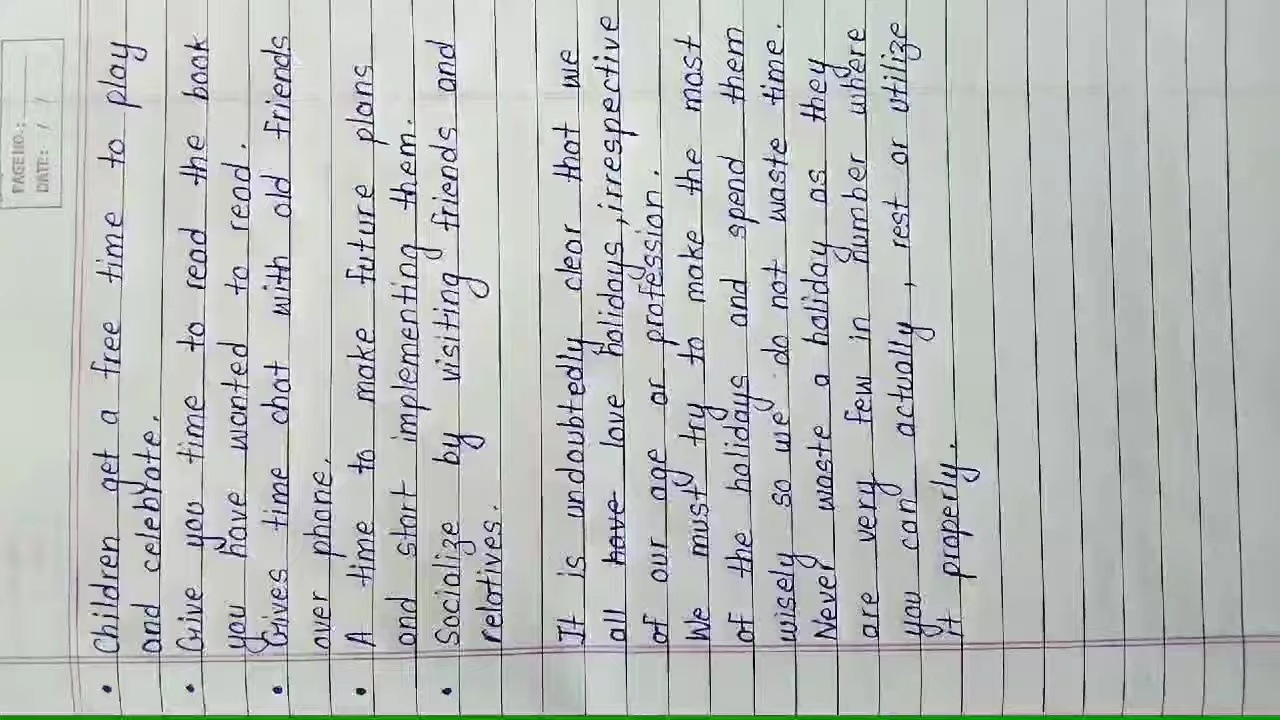 PAGE NO.:
DATE: / /
• Children get a free time to play
and celebrate.
• Give you time to read the book
you have wanted to read.
• Gives time chat with old friends
over phone.
• A time to make future plans
and start implementing them.
• Socialize by visiting friends and
relatives.
It is undoubtedly clear that we
all have love holidays, irrespective
of our age or profession.
We must try to make the most
of the holidays and spend them
wisely so we do not waste time.
Never waste a holiday as they
are very few in number where
you can actually, rest or utilize
it properly.